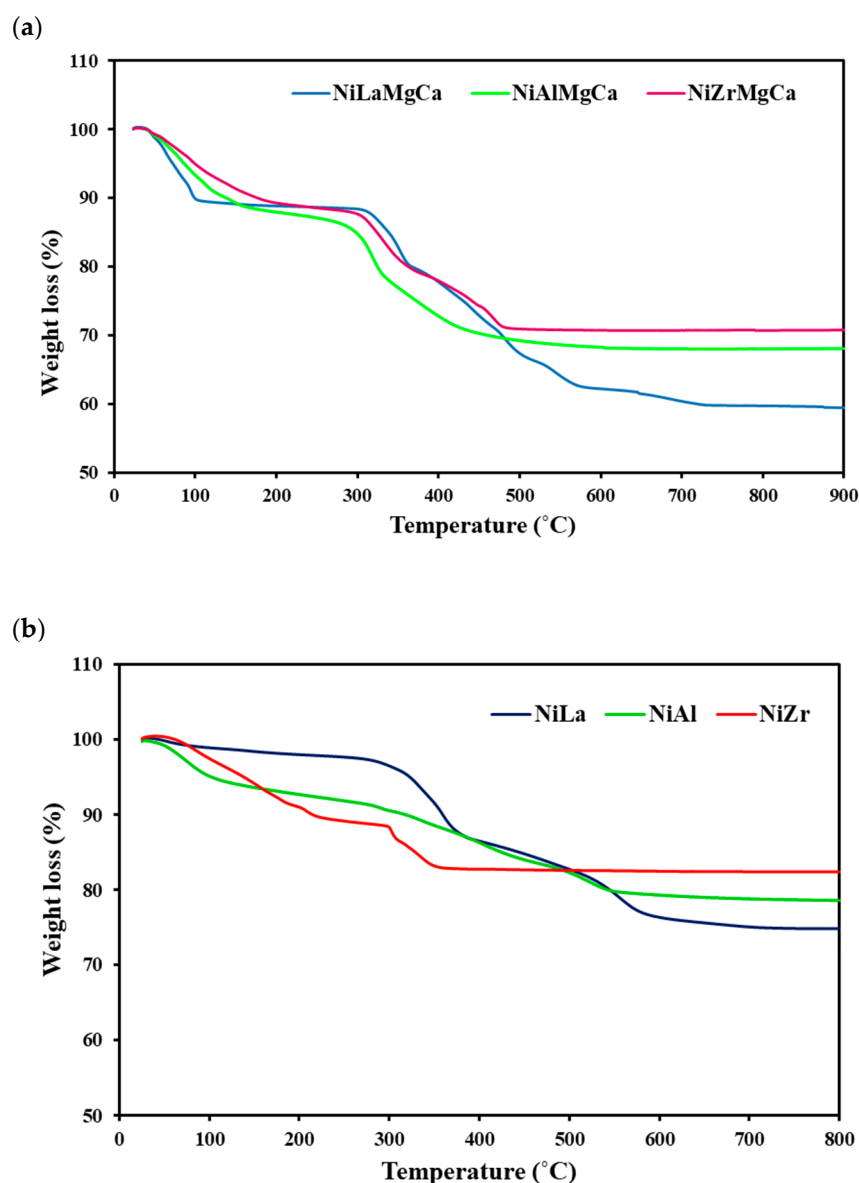 (a)
110
NiLaMgCa NiAlMgCa NiZrMgCa
100
90
80
70
60
50
Weight loss (%)
0 100 200 300 400 500 600 700 800 900
Temperature (˚C)
(b)
110
NiLa NiAl NiZr
100
90
80
70
60
50
Weight loss (%)
0 100 200 300 400 500 600 700 800
Temperature (˚C)